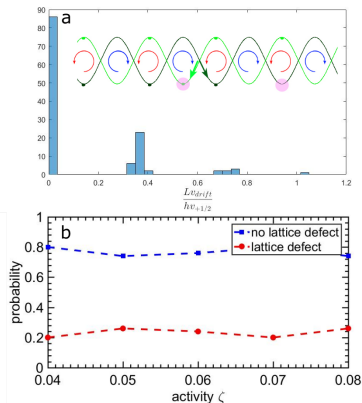 a
90
80
70
60
50
40
30
20
10
0
0 0.2 0.4 0.6 0.8 1 1.2
Lv_drift
hv_+1/2
b
1
0.8
0.6
0.4
0.2
0
probability
no lattice defect
lattice defect
0.04 0.05 0.06 0.07 0.08
activity ζ